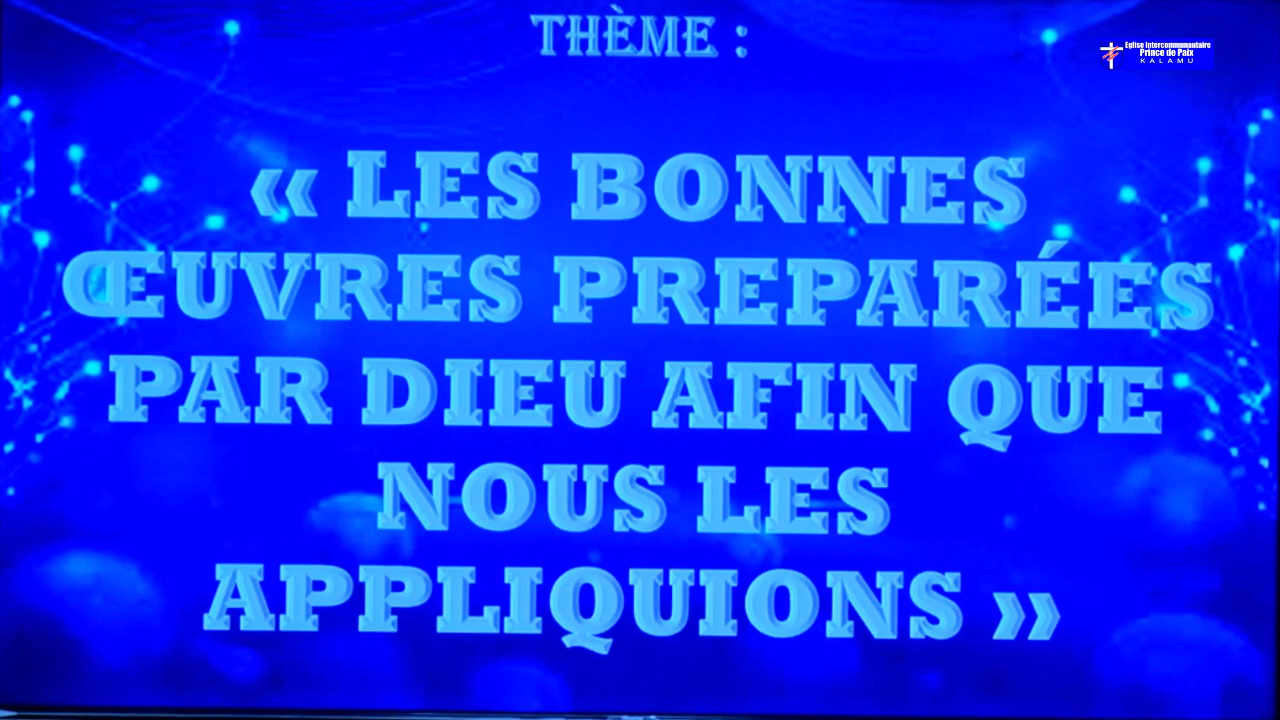 THÈME :
Eglise Intercommunautaire
Prince de Paix
KALAMU
« LES BONNES
ŒUVRES PREPARÉES
PAR DIEU AFIN QUE
NOUS LES
APPLIQUIONS »